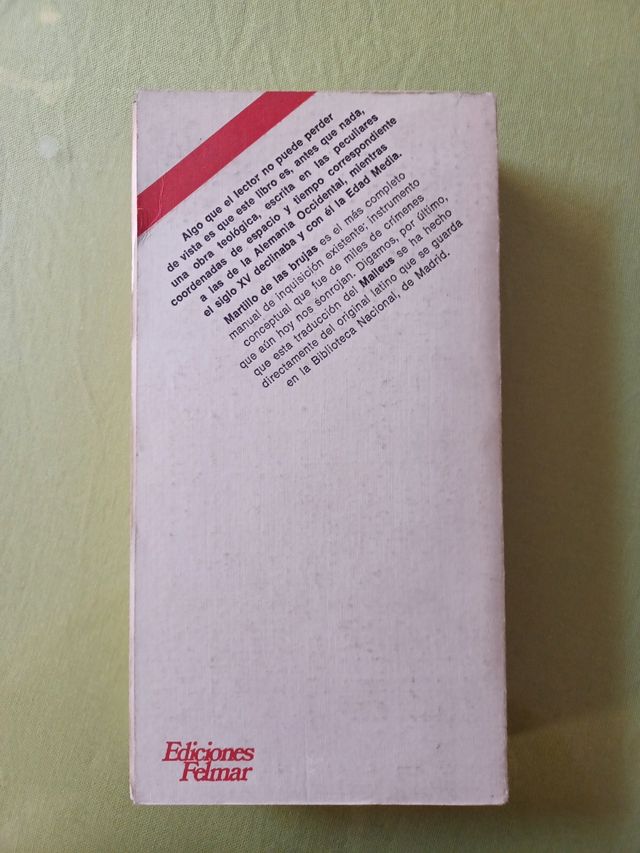 Algo que el lector no puede perder
de vista es que este libro es, antes que nada,
una obra teológica, escrita en las peculiares
coordenadas de espacio y tiempo correspondiente
a las de la Alemania Occidental, mientras
el siglo XV declinaba y con él la Edad Media.
Martillo de las brujas es el más completo
manual de inquisición existente; instrumento
conceptual que fue de miles de crímenes
que aún hoy nos sonrojan. Digamos, por último,
que esta traducción del Malleus se ha hecho
directamente del original latino que se guarda
en la Biblioteca Nacional, de Madrid.
Ediciones
Felmar